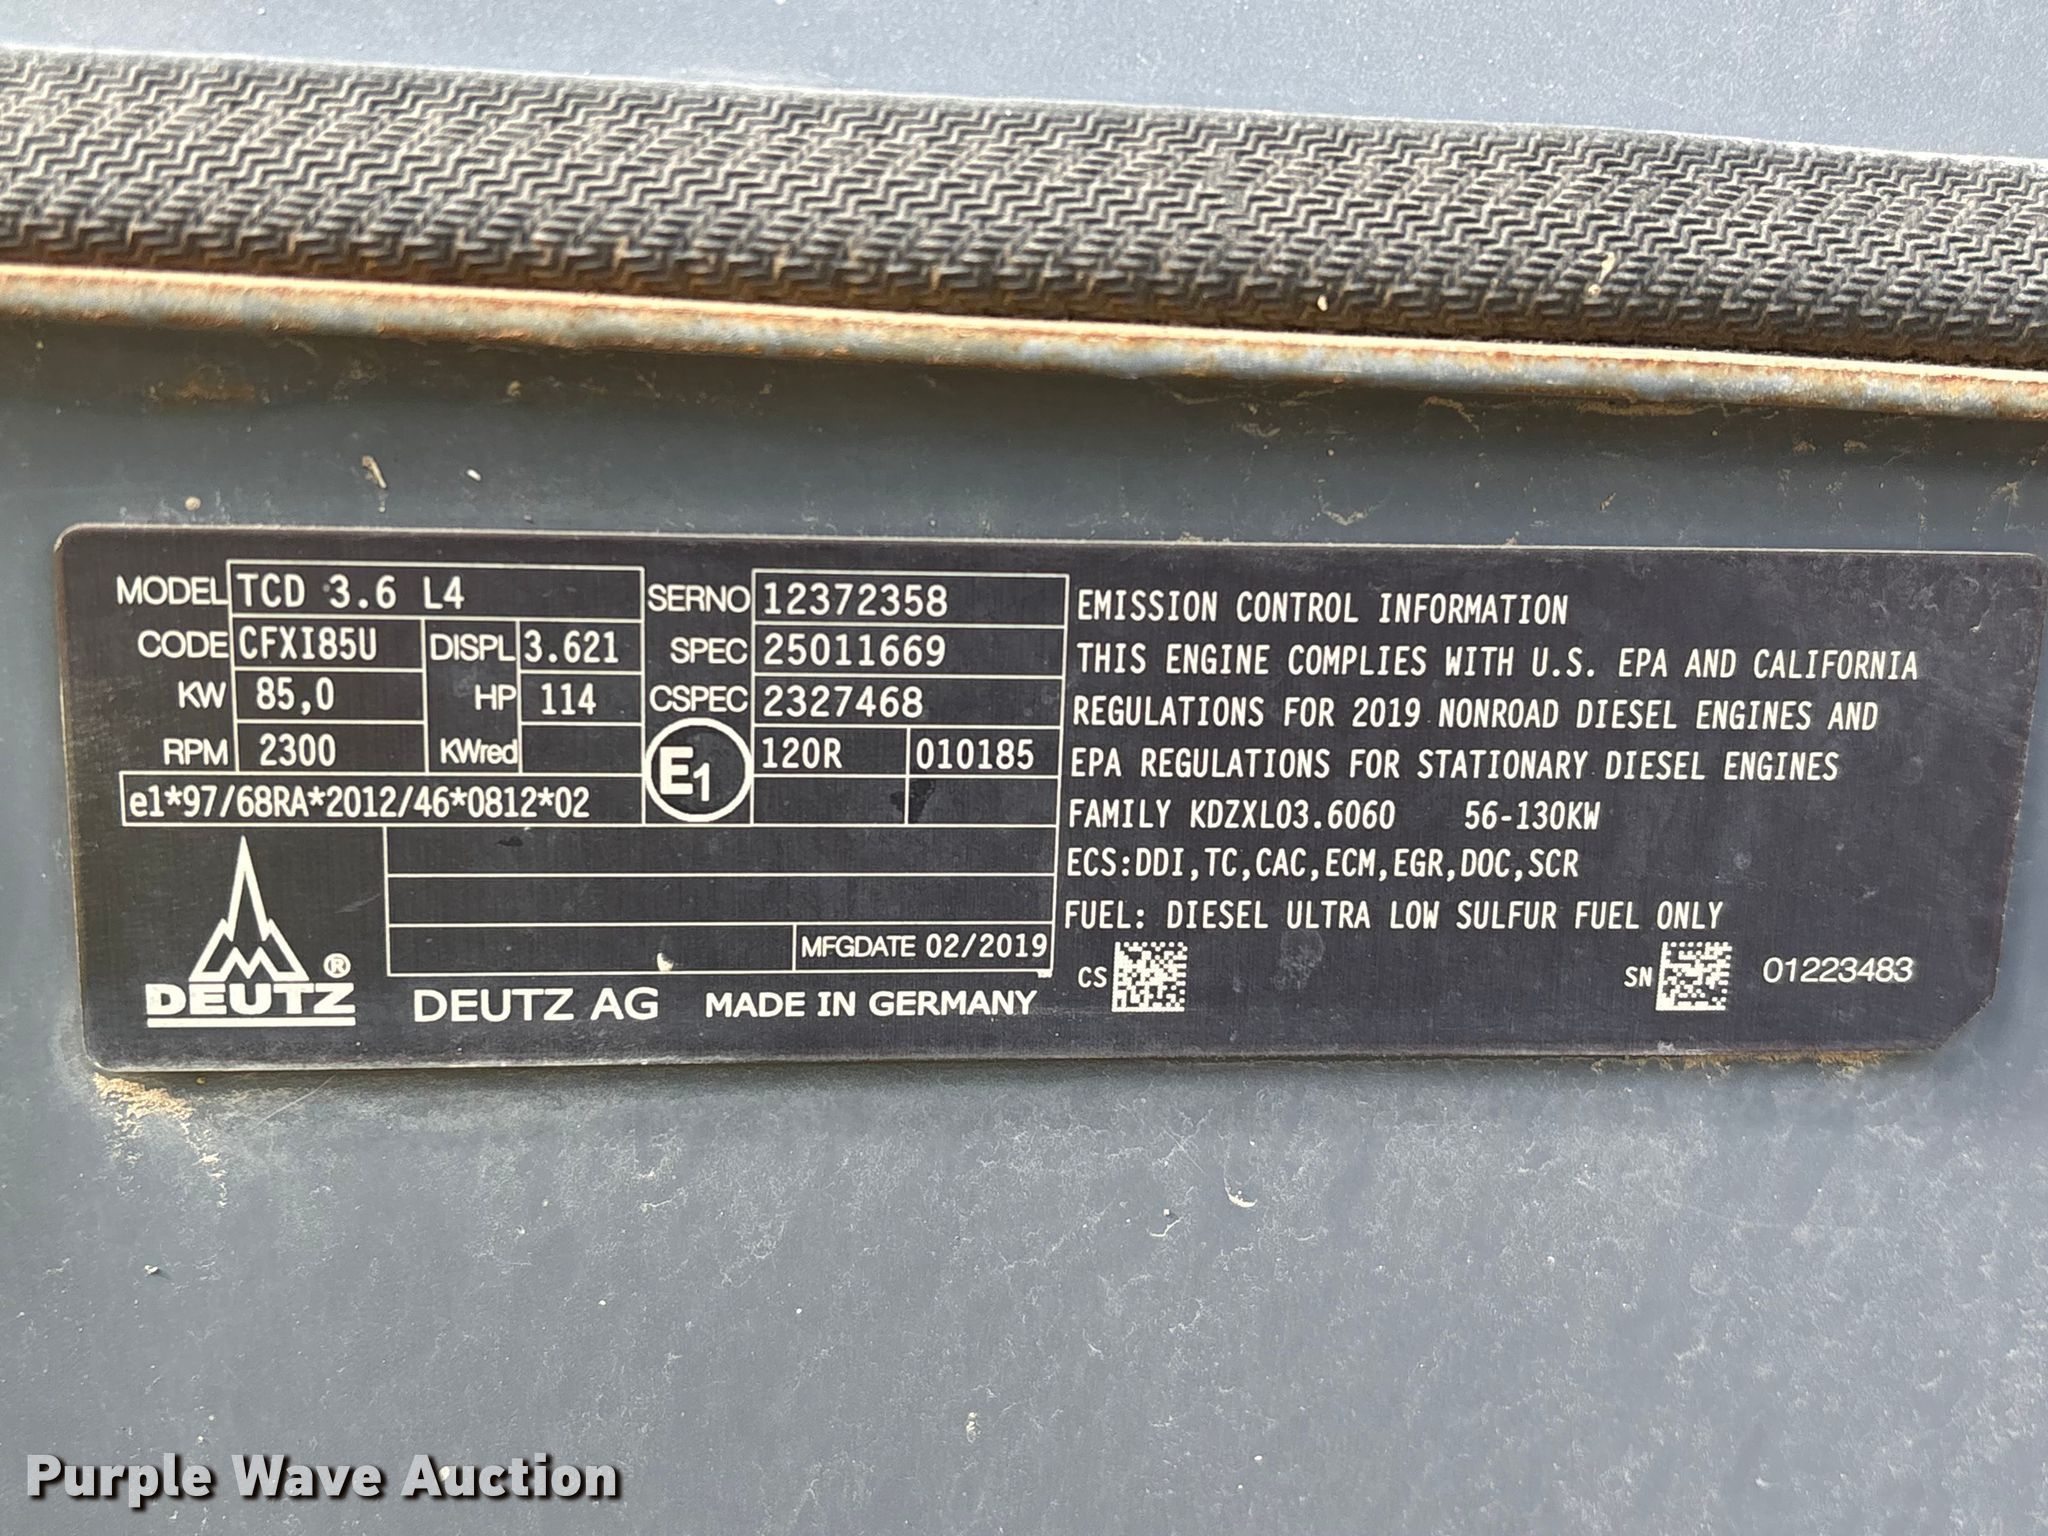 MODEL TCD 3.6 L4
CODE CFXI85U DISPL 3.621
KW 85,0 HP 114
RPM 2300 KWred
e1*97/68RA*2012/46*0812*02
SERNO 12372358
SPEC 25011669
CSPEC 2327468
E1 120R 010185
MFGDATE 02/2019
DEUTZ®
DEUTZ AG MADE IN GERMANY
EMISSION CONTROL INFORMATION
THIS ENGINE COMPLIES WITH U.S. EPA AND CALIFORNIA
REGULATIONS FOR 2019 NONROAD DIESEL ENGINES AND
EPA REGULATIONS FOR STATIONARY DIESEL ENGINES
FAMILY KDZXL03.6060 56-130KW
ECS:DDI,TC,CAC,ECM,EGR,DOC,SCR
FUEL: DIESEL ULTRA LOW SULFUR FUEL ONLY
CS SN 01223483
Purple Wave Auction